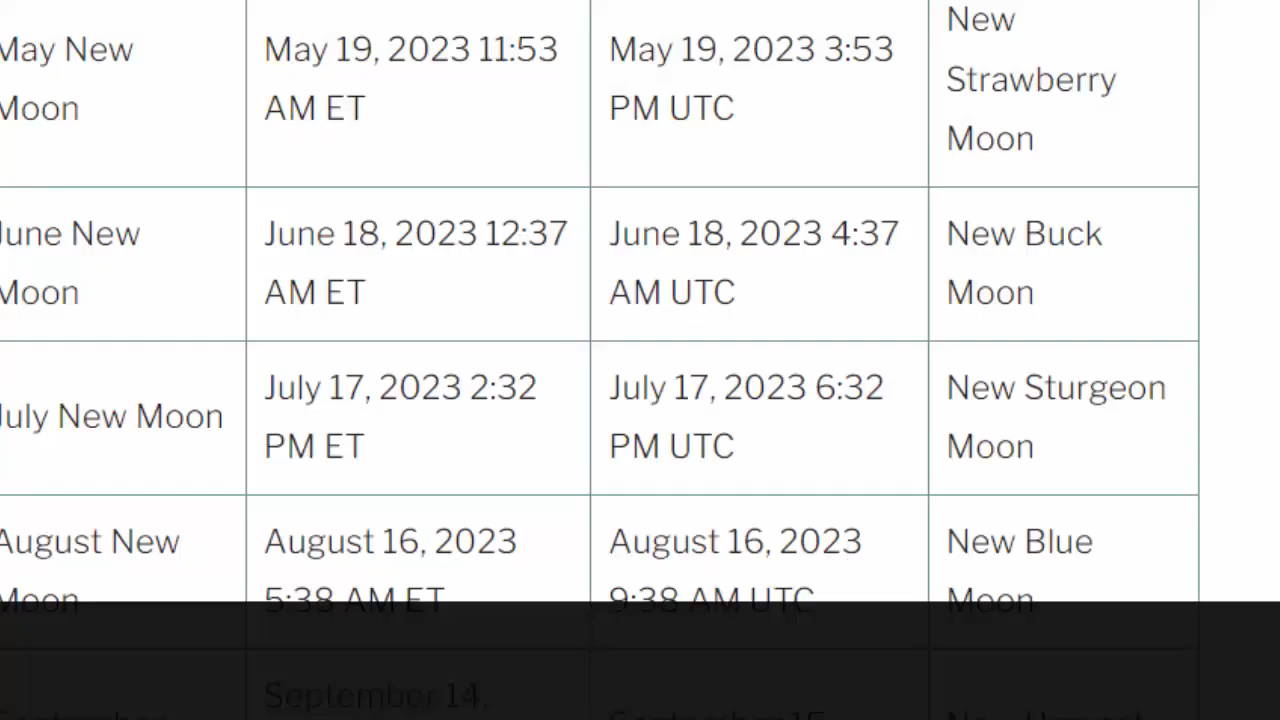 New
May New
May 19, 2023 11:53
May 19, 2023 3:53
Strawberry
Moon
AM ET
PM UTC
Moon
June New
June 18, 2023 12:37
June 18, 2023 4:37
New Buck
Moon
AM ET
AM UTC
Moon
July New Moon
July 17, 2023 2:32
PM ET
July 17, 2023 6:32
PM UTC
New Sturgeon
Moon
August New
August 16, 2023
August 16, 2023
New Blue
Moon
5:38 AM ET
9:38 AM UTC
Moon
September 14,